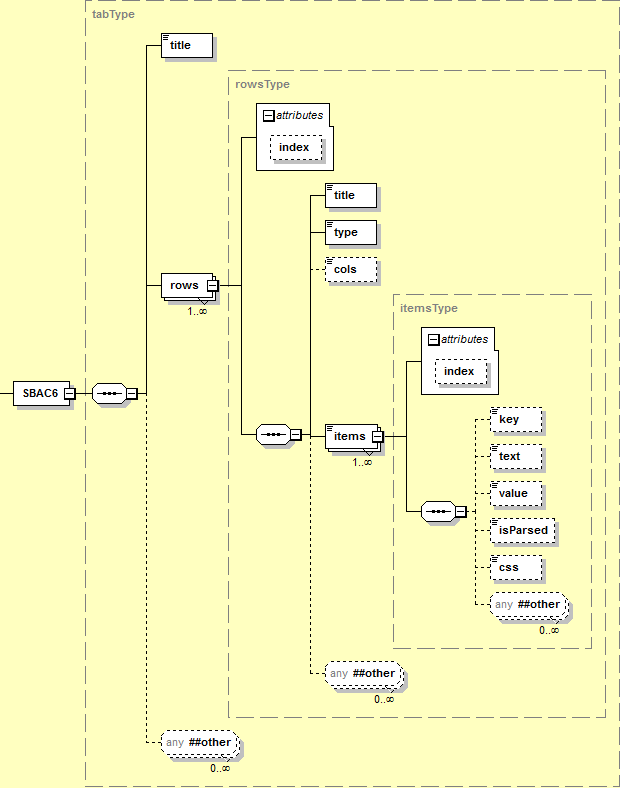 tabType
title
rowsType
attributes
index
title
type
cols
rows
1..∞
itemsType
attributes
index
SBAC6
items
1..∞
key
text
value
isParsed
css
any ##other
0..∞
any ##other
0..∞
any ##other
0..∞